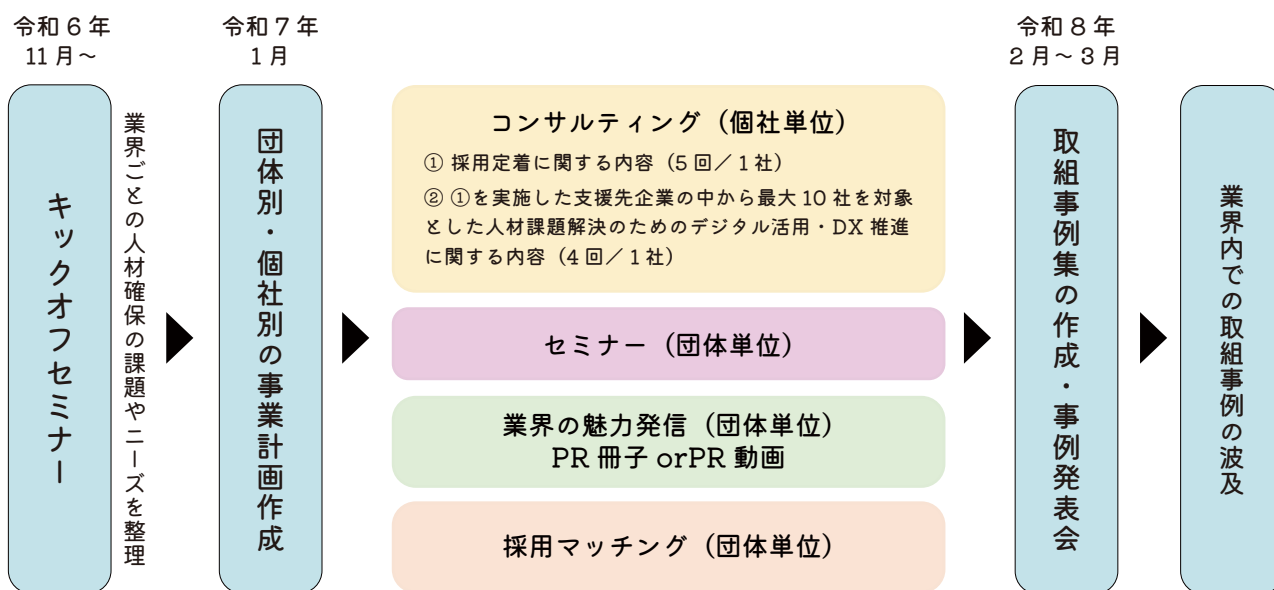 令和6年
11月〜
キックオフセミナー
業界ごとの人材確保の課題やニーズを整理
令和7年
1月
団体別・個社別の事業計画作成
コンサルティング（個社単位）
① 採用定着に関する内容（5回／1社）
② ①を実施した支援先企業の中から最大10社を対象
とした人材課題解決のためのデジタル活用・DX推進
に関する内容（4回／1社）
セミナー（団体単位）
業界の魅力発信（団体単位）
PR冊子orPR動画
採用マッチング（団体単位）
令和8年
2月〜3月
取組事例集の作成・事例発表会
業界内での取組事例の波及